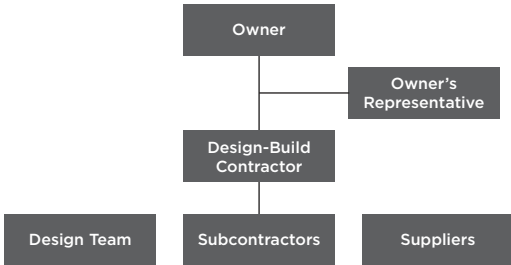 Owner
Owner's
Representative
Design-Build
Contractor
Design Team
Subcontractors
Suppliers